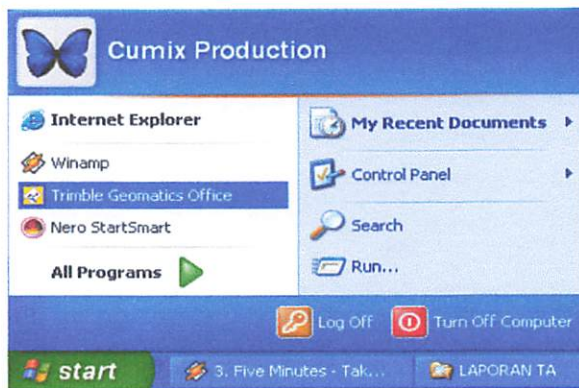 Cumix Production
Internet Explorer
Winamp
Trimble Geomatics Office
Nero StartSmart
All Programs
My Recent Documents
Control Panel
Search
Run...
Log Off
Turn Off Computer
start
3. Five Minutes - Tak...
LAPORAN TA